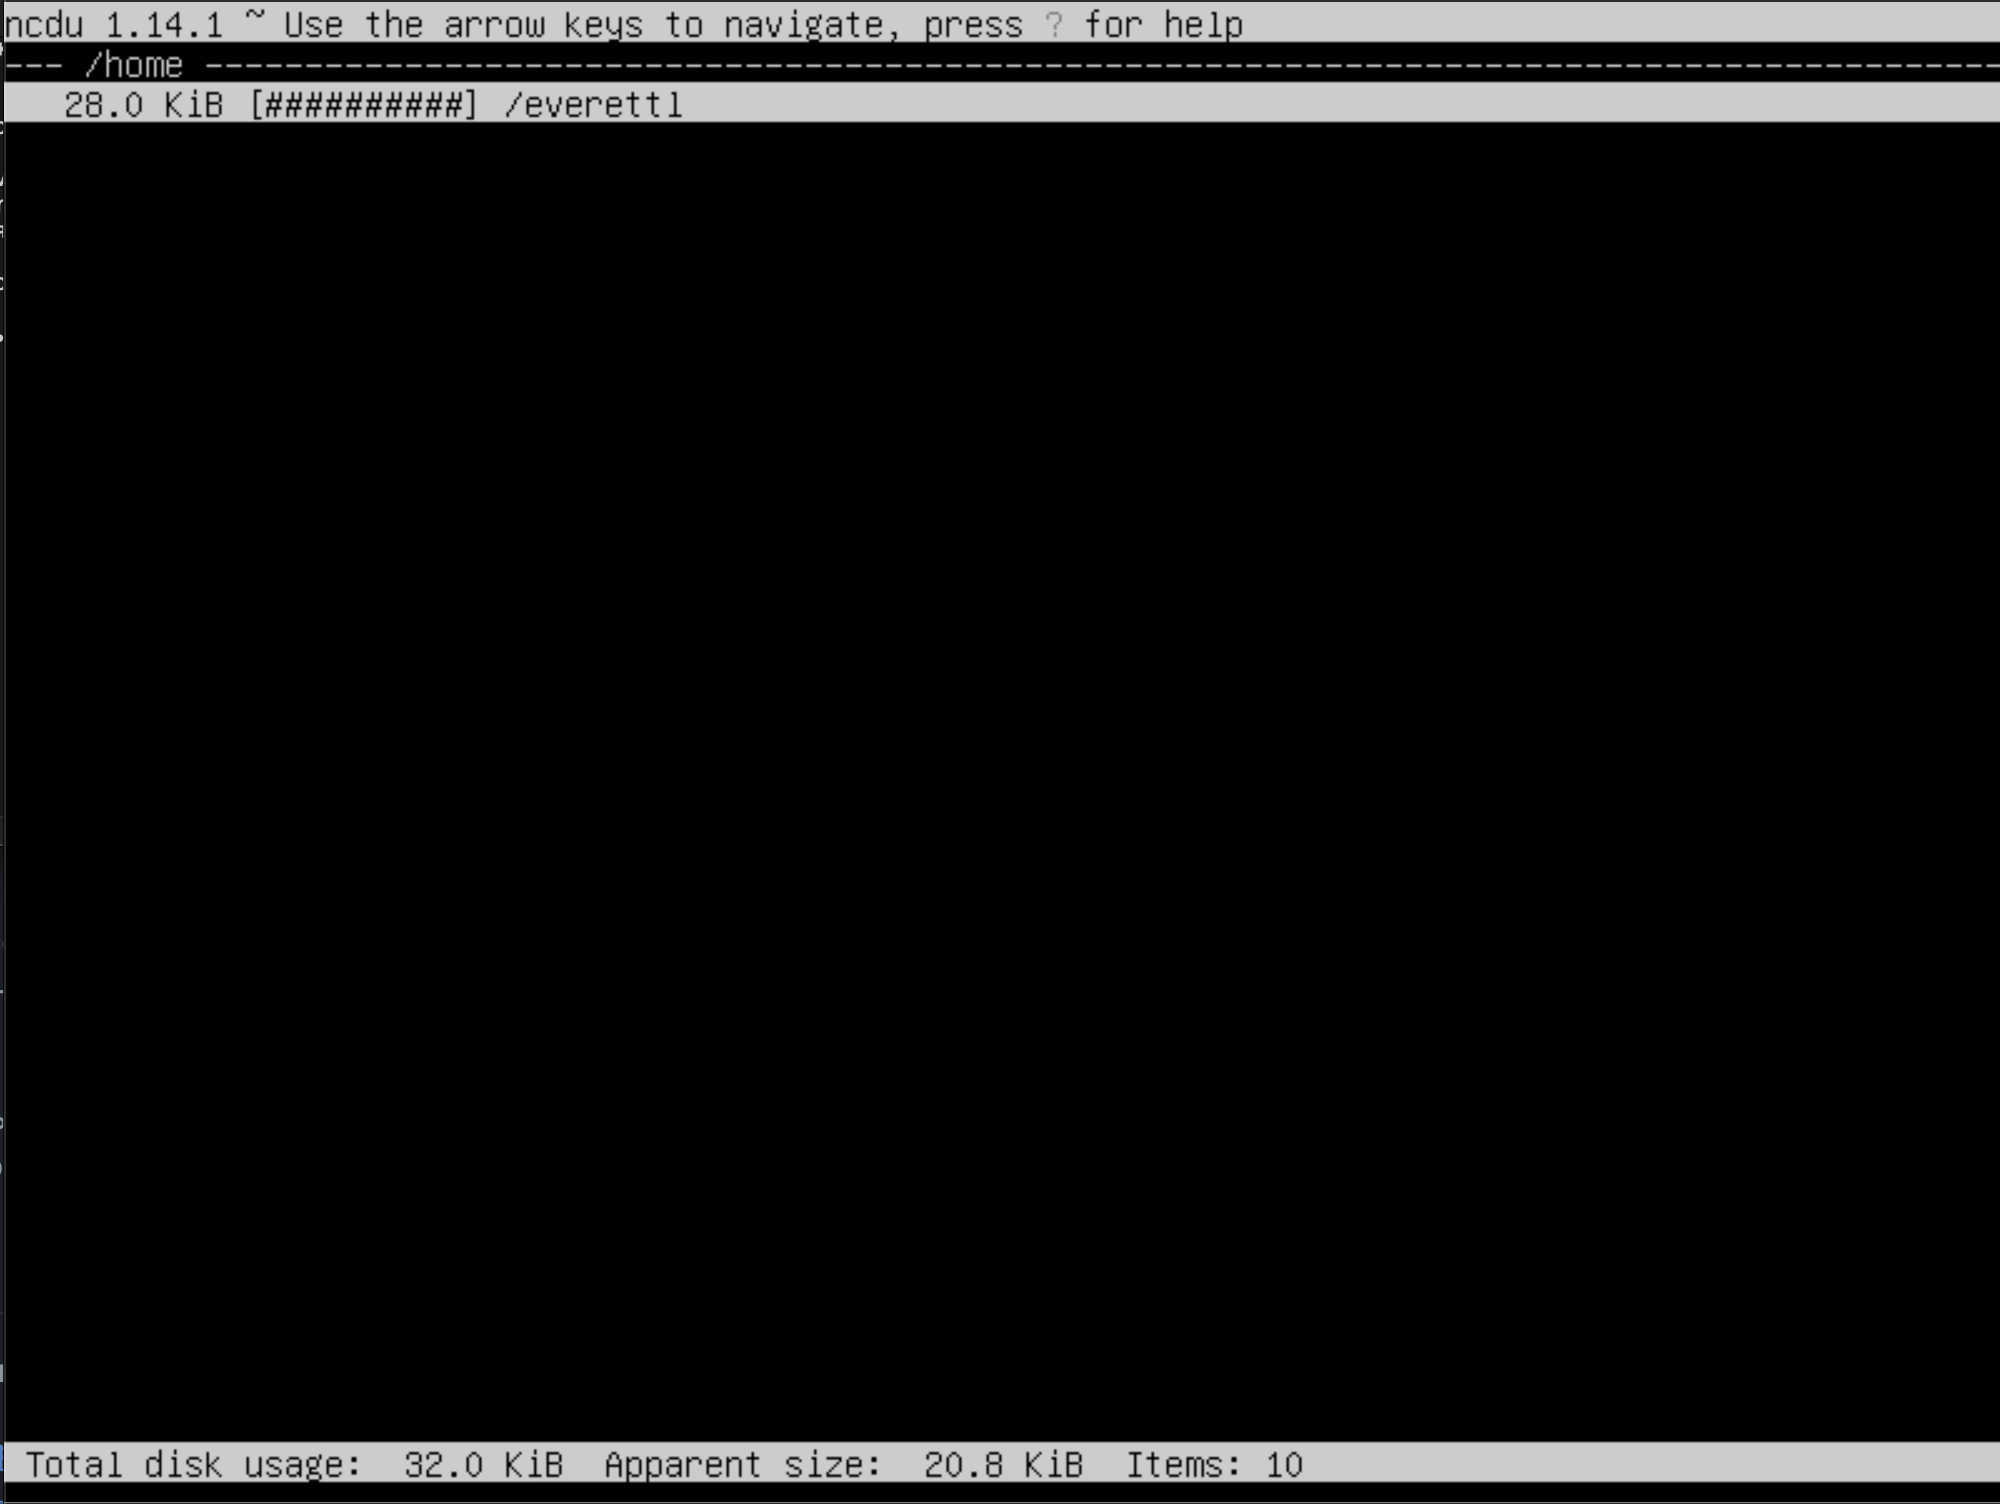 ncdu 1.14.1 ~ Use the arrow keys to navigate, press ? for help
--- /home ------------------------------------------------------------------------------------------
   28.0 KiB [##########] /everettl
Total disk usage:  32.0 KiB  Apparent size:  20.8 KiB  Items: 10